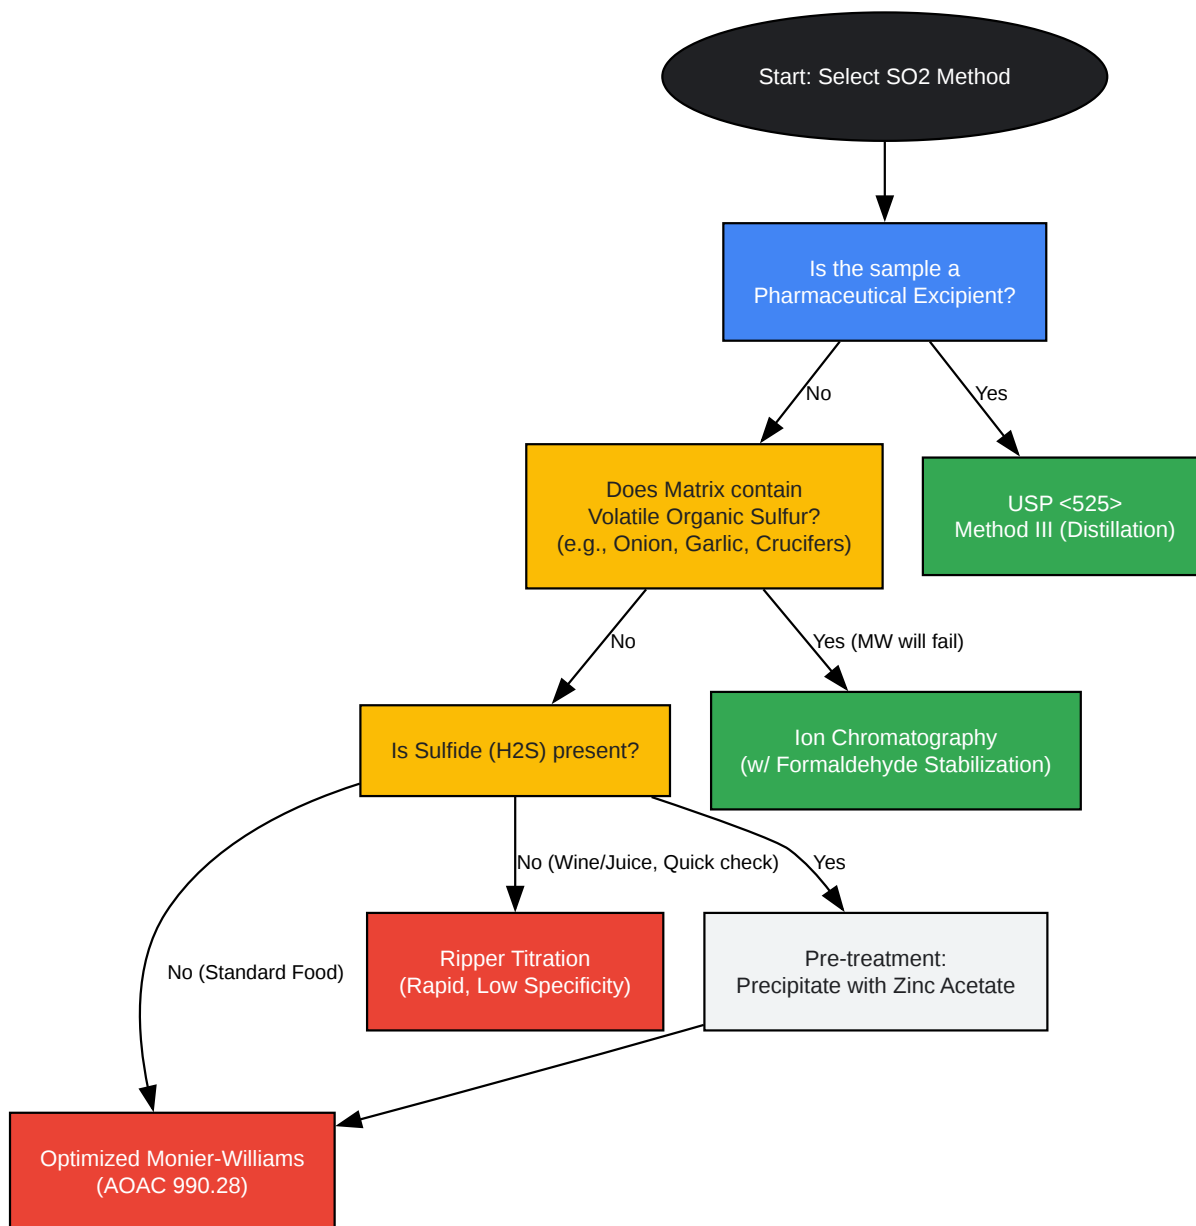 Start: Select SO2 Method
Is the sample a
Pharmaceutical Excipient?
No
Yes
Does Matrix contain
Volatile Organic Sulfur?
(e.g., Onion, Garlic, Crucifers)
USP <525>
Method III (Distillation)
No
Yes (MW will fail)
Is Sulfide (H2S) present?
Ion Chromatography
(w/ Formaldehyde Stabilization)
No (Wine/Juice, Quick check)
Yes
No (Standard Food)
Ripper Titration
(Rapid, Low Specificity)
Pre-treatment:
Precipitate with Zinc Acetate
Optimized Monier-Williams
(AOAC 990.28)